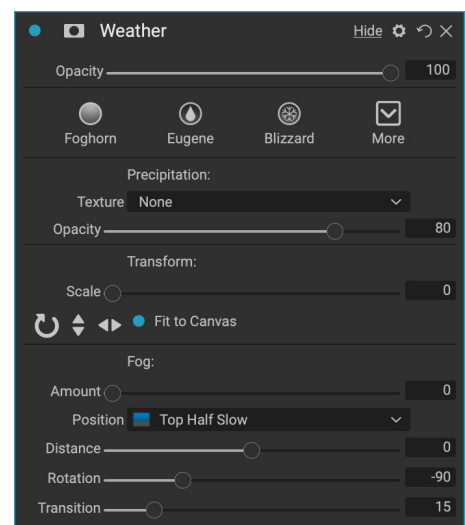 Weather Hide
Opacity 100
Foghorn Eugene Blizzard More
Precipitation:
Texture None
Opacity 80
Transform:
Scale 0
Fit to Canvas
Fog:
Amount 0
Position Top Half Slow
Distance 0
Rotation -90
Transition 15